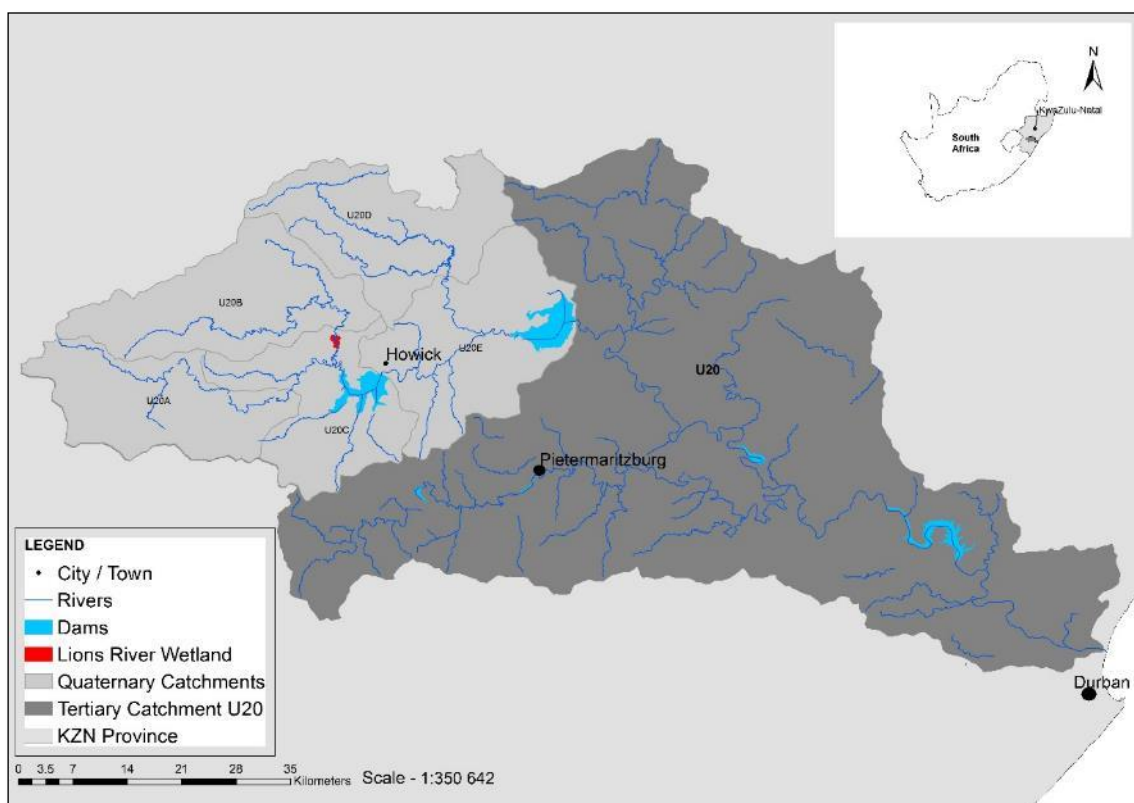 N
KwaZulu-Natal
South
Africa
U20D
U20B
U20E
Howick
U20A
U20C
U20
Pietermaritzburg
Durban
LEGEND
City / Town
Rivers
Dams
Lions River Wetland
Quaternary Catchments
Tertiary Catchment U20
KZN Province
0 3.5 7 14 21 28 35
Kilometers
Scale - 1:350 642